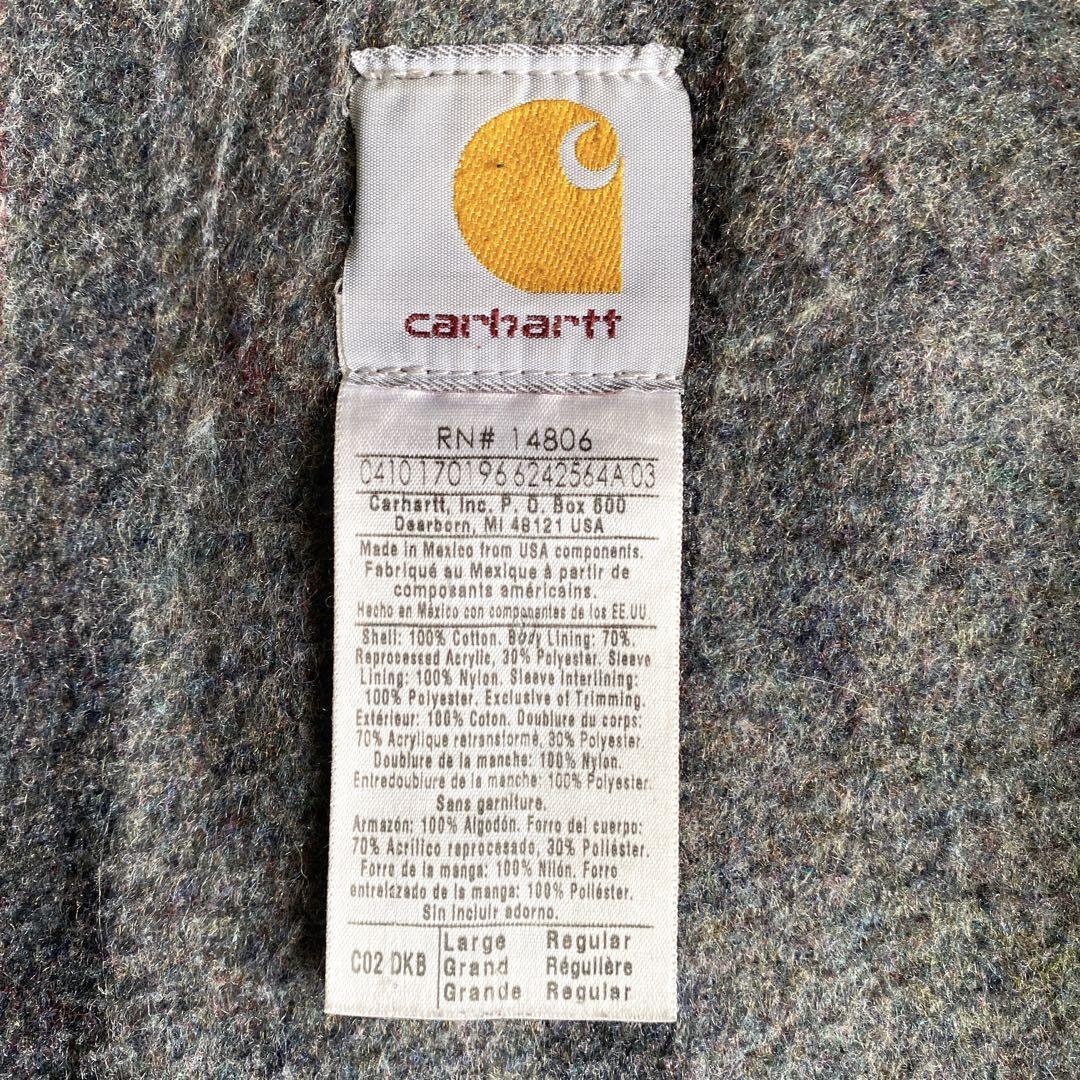 carhartt
RN# 14806
04101701966242564A 03
Carhartt, Inc. P. O. Box 600
Dearborn, MI 48121 USA
Made in Mexico from USA components.
Fabriqué au Mexique à partir de
composants américains.
Hecho en México con componentes de los EE.UU
Shell: 100% Cotton. Body Lining: 70%.
Reprocessed Acrylic, 30% Polyester. Sleeve
Lining: 100% Nylon. Sleeve Interlining:
100% Polyester. Exclusive of Trimming.
Extérieur: 100% Coton. Doublure du corps:
70% Acrylique retransformé, 30% Polyester.
Doublure de la manche: 100% Nylon.
Entredoublure de la manche: 100% Polyester
Sans garniture.
Armazón: 100% Algodón. Forro del cuerpo:
70% Acrílico reprocesado, 30% Poliéster.
Forro de la manga: 100% Nilón. Forro
entrelzcado de la manga: 100% Poliéster.
Sin incluir adorno.
C02 DKB
Large Regular
Grand Régulière
Grande Regular